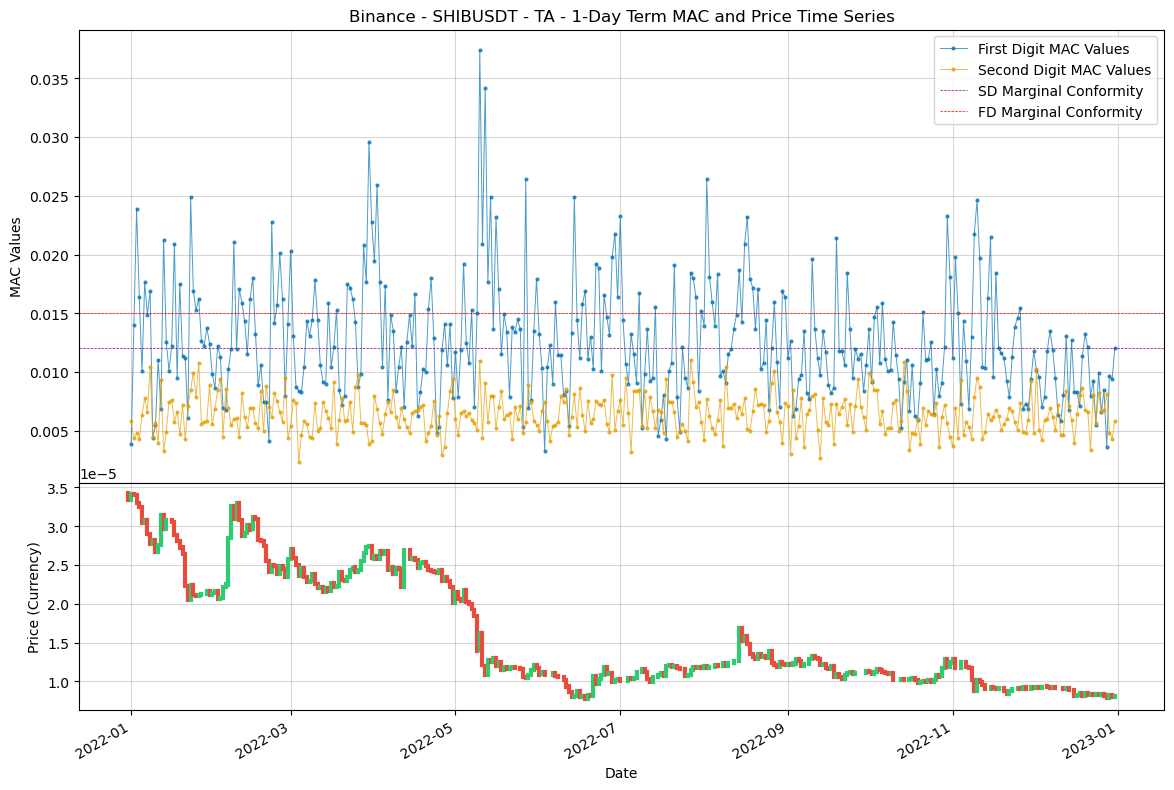 Binance - SHIBUSDT - TA - 1-Day Term MAC and Price Time Series
First Digit MAC Values
Second Digit MAC Values
SD Marginal Conformity
FD Marginal Conformity
MAC Values
0.035
0.030
0.025
0.020
0.015
0.010
0.005
1e−5
Price (Currency)
3.5
3.0
2.5
2.0
1.5
1.0
2022-01
2022-03
2022-05
2022-07
2022-09
2022-11
2023-01
Date